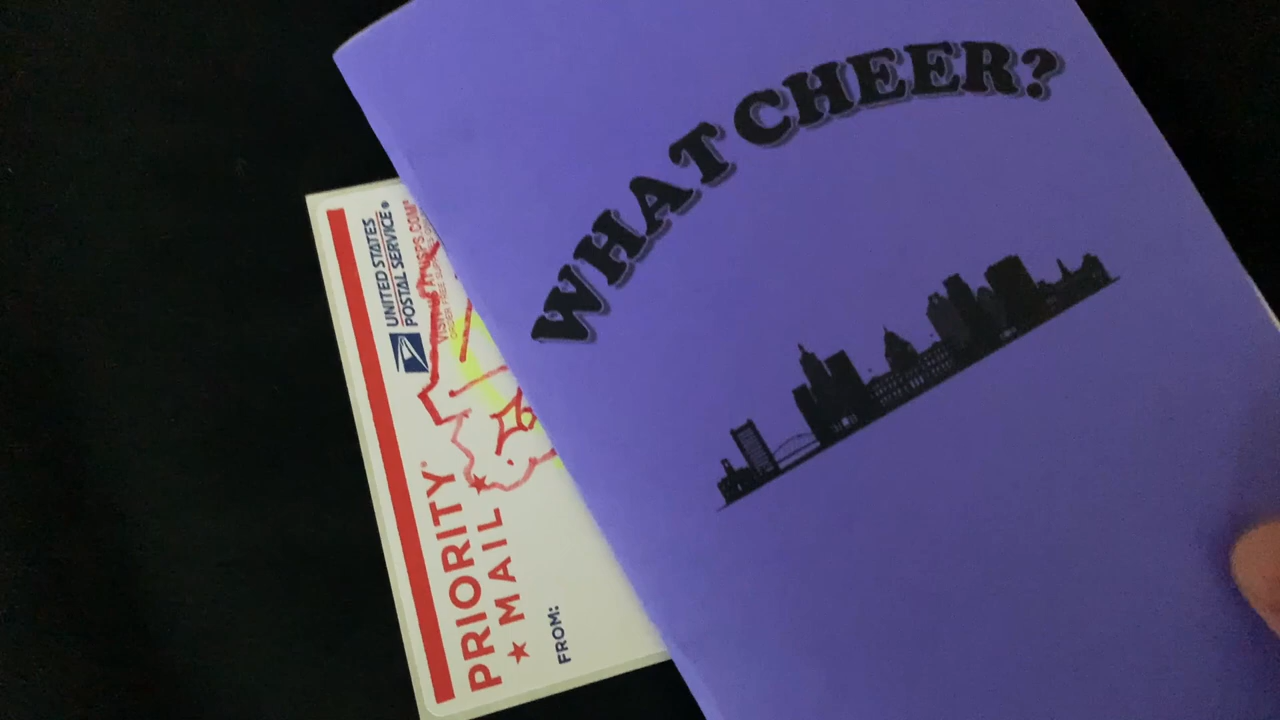 WHAT CHEER?
UNITED STATES
POSTAL SERVICE®
PRIORITY
★ MAIL ★
FROM: